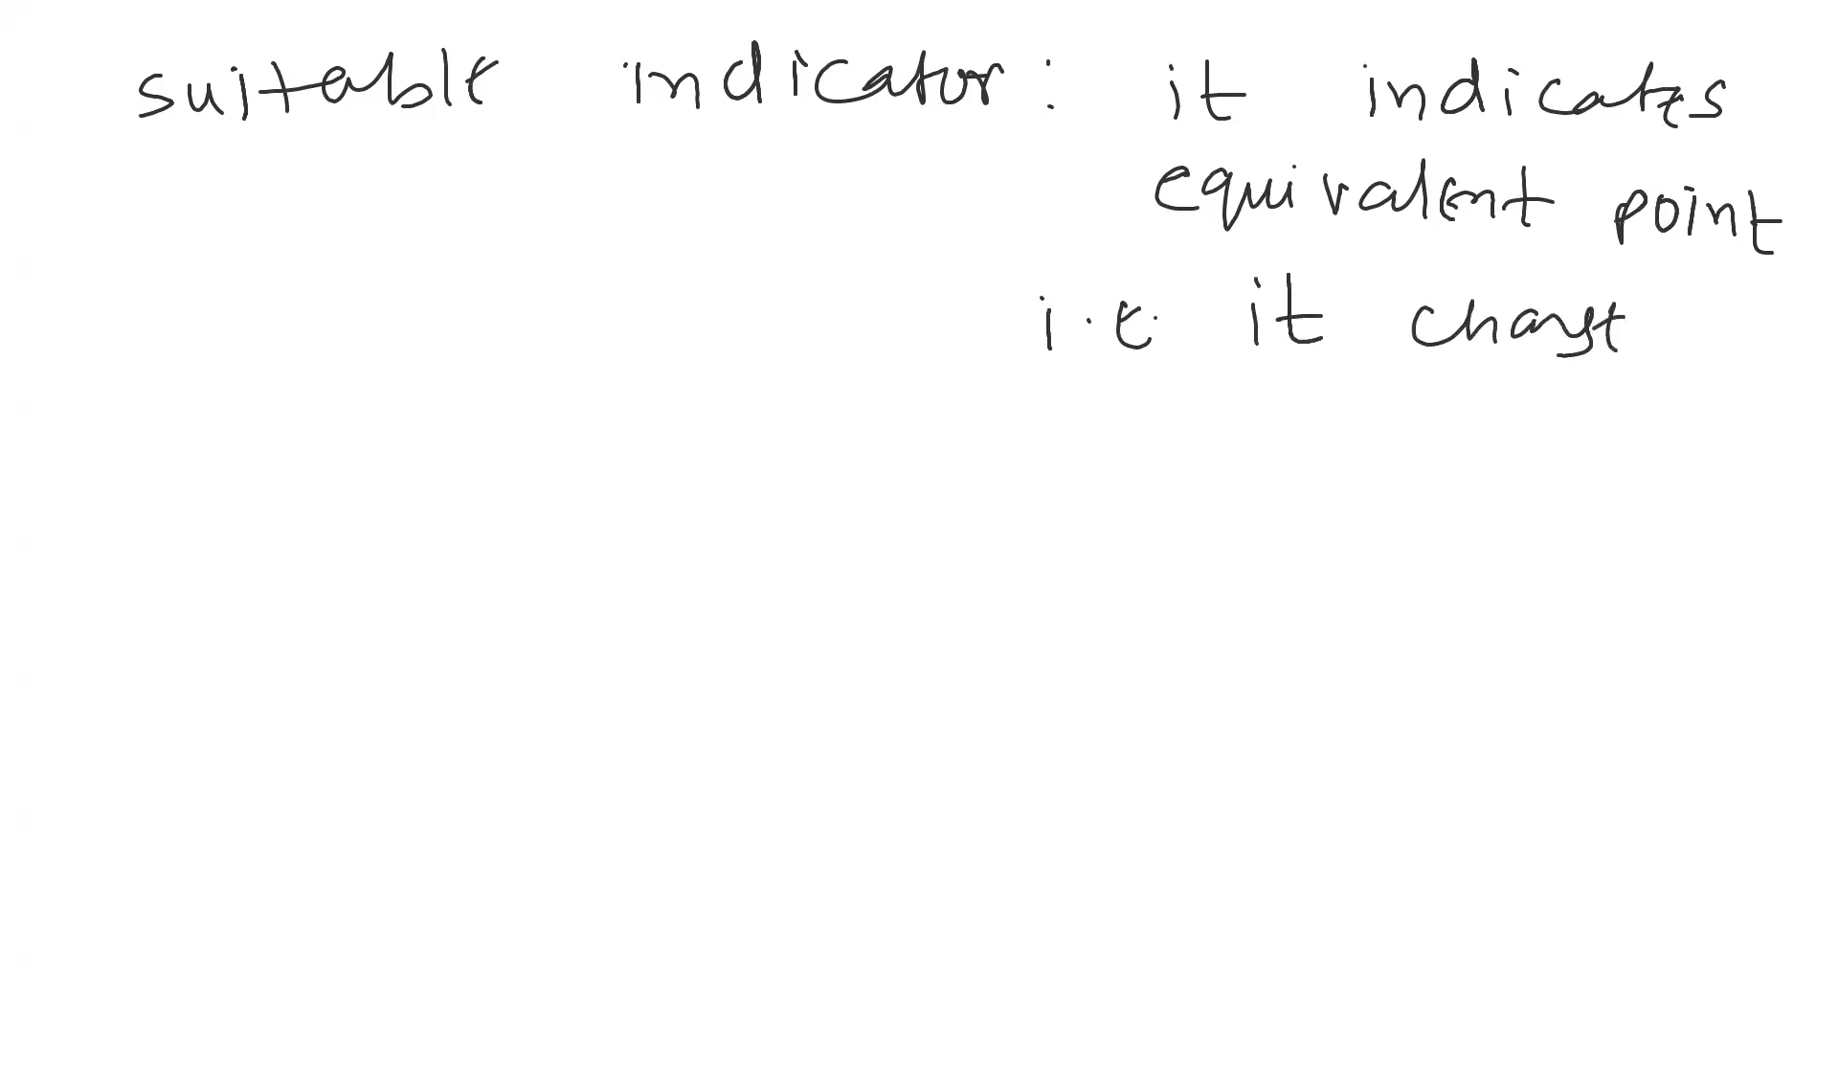 suitable indicator: it indicates
equivalent point
i.e. it change